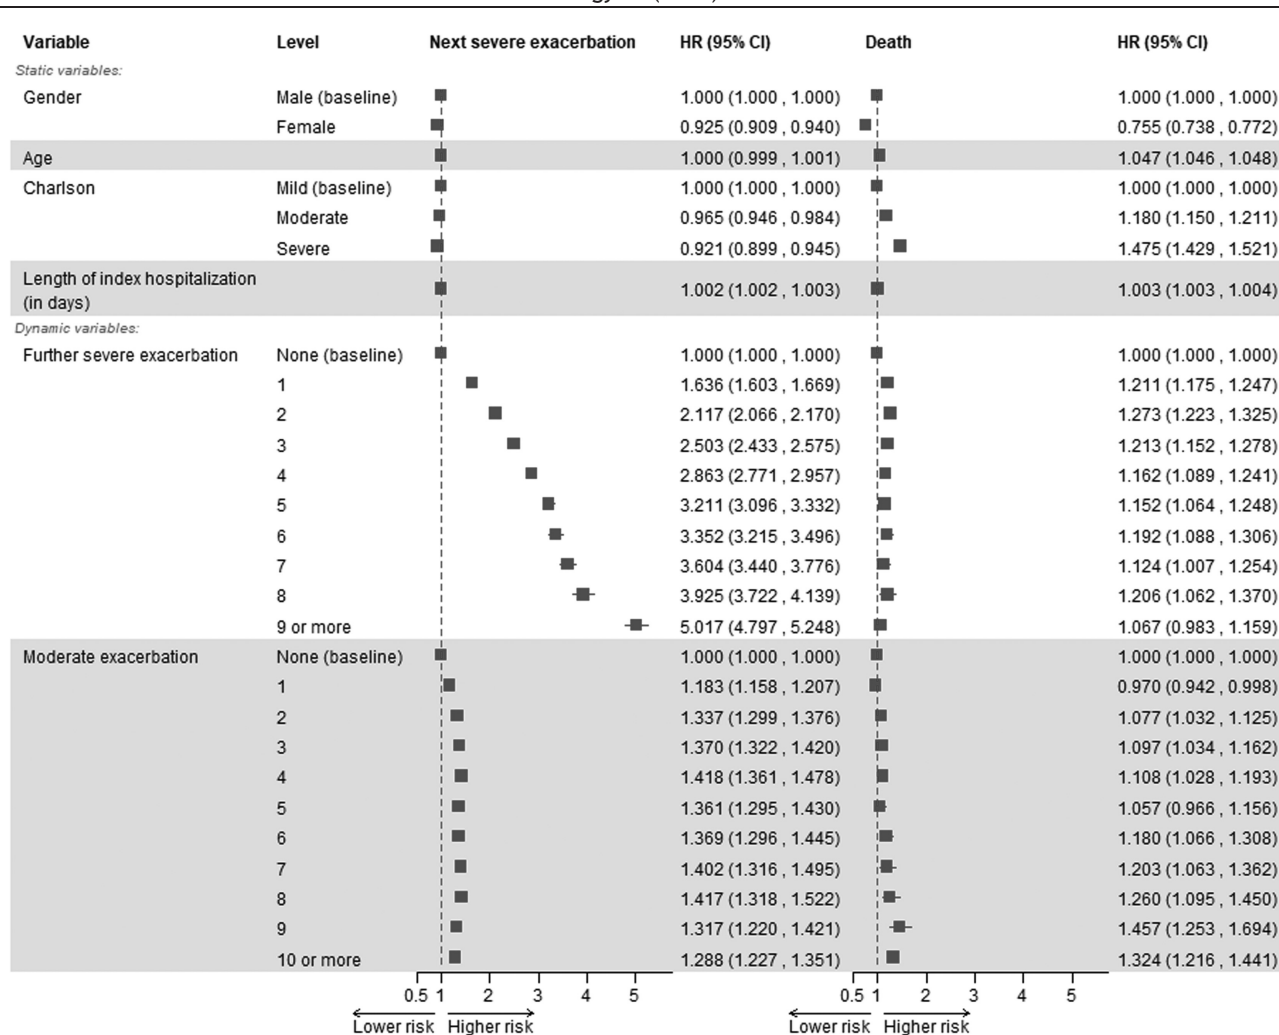 Variable Level Next severe exacerbation HR (95% CI) Death HR (95% CI)
Static variables:
Gender Male (baseline) 1.000 (1.000 , 1.000) 1.000 (1.000 , 1.000)
Female 0.925 (0.909 , 0.940) 0.755 (0.738 , 0.772)
Age 1.000 (0.999 , 1.001) 1.047 (1.046 , 1.048)
Charlson Mild (baseline) 1.000 (1.000 , 1.000) 1.000 (1.000 , 1.000)
Moderate 0.965 (0.946 , 0.984) 1.180 (1.150 , 1.211)
Severe 0.921 (0.899 , 0.945) 1.475 (1.429 , 1.521)
Length of index hospitalization
(in days) 1.002 (1.002 , 1.003) 1.003 (1.003 , 1.004)
Dynamic variables:
Further severe exacerbation None (baseline) 1.000 (1.000 , 1.000) 1.000 (1.000 , 1.000)
1 1.636 (1.603 , 1.669) 1.211 (1.175 , 1.247)
2 2.117 (2.066 , 2.170) 1.273 (1.223 , 1.325)
3 2.503 (2.433 , 2.575) 1.213 (1.152 , 1.278)
4 2.863 (2.771 , 2.957) 1.162 (1.089 , 1.241)
5 3.211 (3.096 , 3.332) 1.152 (1.064 , 1.248)
6 3.352 (3.215 , 3.496) 1.192 (1.088 , 1.306)
7 3.604 (3.440 , 3.776) 1.124 (1.007 , 1.254)
8 3.925 (3.722 , 4.139) 1.206 (1.062 , 1.370)
9 or more 5.017 (4.797 , 5.248) 1.067 (0.983 , 1.159)
Moderate exacerbation None (baseline) 1.000 (1.000 , 1.000) 1.000 (1.000 , 1.000)
1 1.183 (1.158 , 1.207) 0.970 (0.942 , 0.998)
2 1.337 (1.299 , 1.376) 1.077 (1.032 , 1.125)
3 1.370 (1.322 , 1.420) 1.097 (1.034 , 1.162)
4 1.418 (1.361 , 1.478) 1.108 (1.028 , 1.193)
5 1.361 (1.295 , 1.430) 1.057 (0.966 , 1.156)
6 1.369 (1.296 , 1.445) 1.180 (1.066 , 1.308)
7 1.402 (1.316 , 1.495) 1.203 (1.063 , 1.362)
8 1.417 (1.318 , 1.522) 1.260 (1.095 , 1.450)
9 1.317 (1.220 , 1.421) 1.457 (1.253 , 1.694)
10 or more 1.288 (1.227 , 1.351) 1.324 (1.216 , 1.441)
0.5 1 2 3 4 5 0.5 1 2 3 4 5
Lower risk Higher risk Lower risk Higher risk